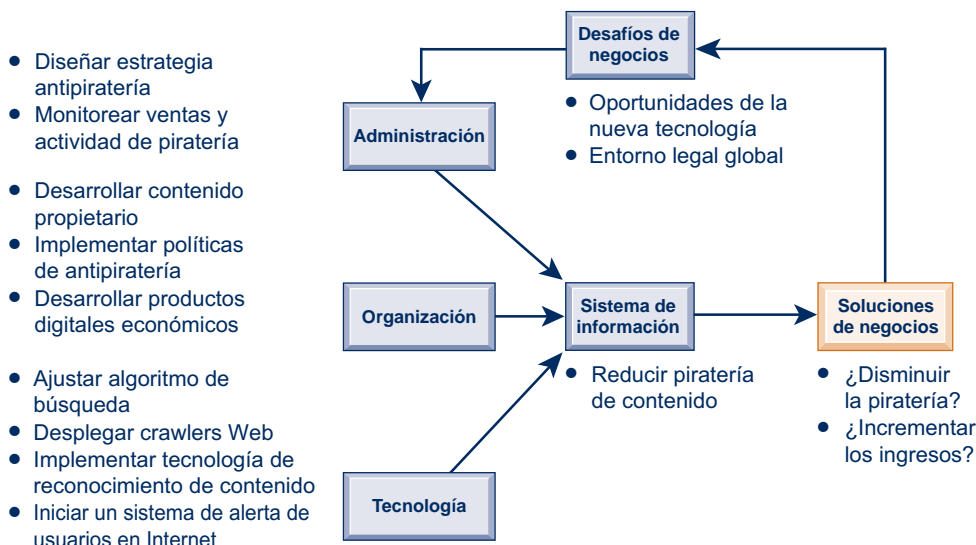 Desafíos de
negocios
• Oportunidades de la
nueva tecnología
• Entorno legal global
• Diseñar estrategia
antipiratería
• Monitorear ventas y
actividad de piratería
Administración
• Desarrollar contenido
propietario
• Implementar políticas
de antipiratería
• Desarrollar productos
digitales económicos
Organización
Sistema de
información
• Reducir piratería
de contenido
Soluciones
de negocios
• ¿Disminuir
la piratería?
• ¿Incrementar
los ingresos?
• Ajustar algoritmo de
búsqueda
• Desplegar crawlers Web
• Implementar tecnología de
reconocimiento de contenido
• Iniciar un sistema de alerta de
usuarios en Internet
Tecnología